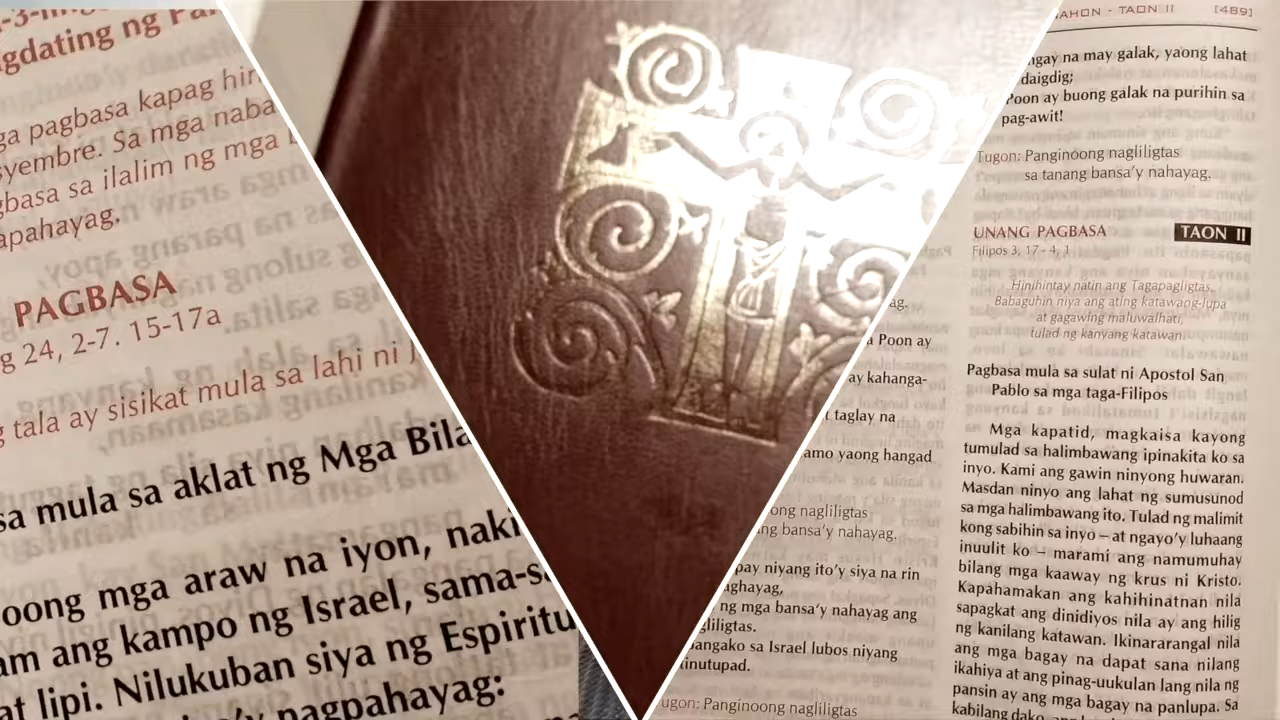 gdating ng
pagbasa kapag
syembre. Sa mga naba
sa ilalim ng mga
apahayag.
PAGBASA
24, 2-7. 15-17a
tala ay sisikat mula sa lahi ni
mula sa aklat ng Mga Bila
oong mga araw na iyon, naki
am ang kampo ng Israel, sama-s
at lipi. Nilukuban siya ng Espiritu
nagpahayag:
ag.
a Poon ay
ay kahanga-
t taglay na
amo yaong hangad
ong nagliligtas
ng bansa'y nahayag.
pay niyang ito'y siya na rin
aghayag,
ng mga bansa'y nahayag ang
gliligtas.
pangako sa Israel lubos niyang
tinutupad.
ugon: Panginoong nagliligtas
AHON - TAON II [489]
ngay na may galak, yaong lahat
daigdig;
Poon ay buong galak na purihin sa
pag-awit!
Tugon: Panginoong nagliligtas
sa tanang bansa'y nahayag.
UNANG PAGBASA TAON II
Filipos 3, 17 - 4, 1
Hinihintay natin ang Tagapagligtas.
Babaguhin niya ang ating katawang-lupa
at gagawing maluwalhati,
tulad ng kanyang katawan.
Pagbasa mula sa sulat ni Apostol San
Pablo sa mga taga-Filipos
Mga kapatid, magkaisa kayong
tumulad sa halimbawang ipinakita ko sa
inyo. Kami ang gawin ninyong huwaran.
Masdan ninyo ang lahat ng sumusunod
sa mga halimbawang ito. Tulad ng malimit
kong sabihin sa inyo – at ngayo'y luhaang
inuulit ko – marami ang namumuhay
bilang mga kaaway ng krus ni Kristo.
Kapahamakan ang kahihinatnan nila
sapagkat ang dinidiyos nila ay ang hilig
ng kanilang katawan. Ikinararangal nila
ang mga bagay na dapat sana nilang
ikahiya at ang pinag-uukulan lang nila ng
pansin ay ang mga bagay na panlupa. Sa
kabilang dako, ang